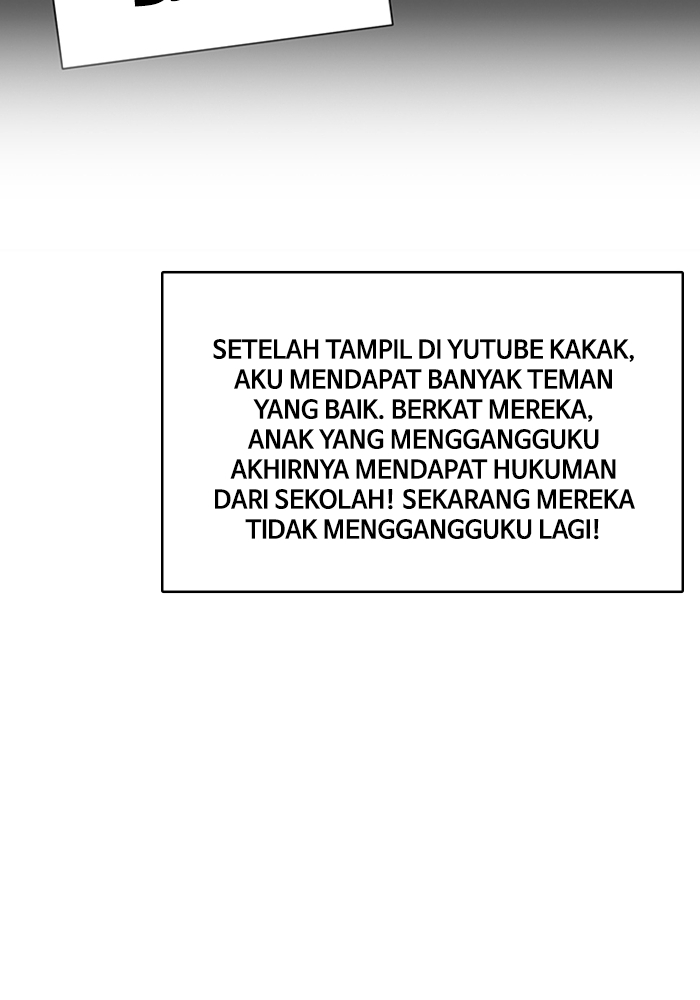 SETELAH TAMPIL DI YUTUBE KAKAK,
AKU MENDAPAT BANYAK TEMAN
YANG BAIK. BERKAT MEREKA,
ANAK YANG MENGGANGGUKU
AKHIRNYA MENDAPAT HUKUMAN
DARI SEKOLAH! SEKARANG MEREKA
TIDAK MENGGANGGUKU LAGI!